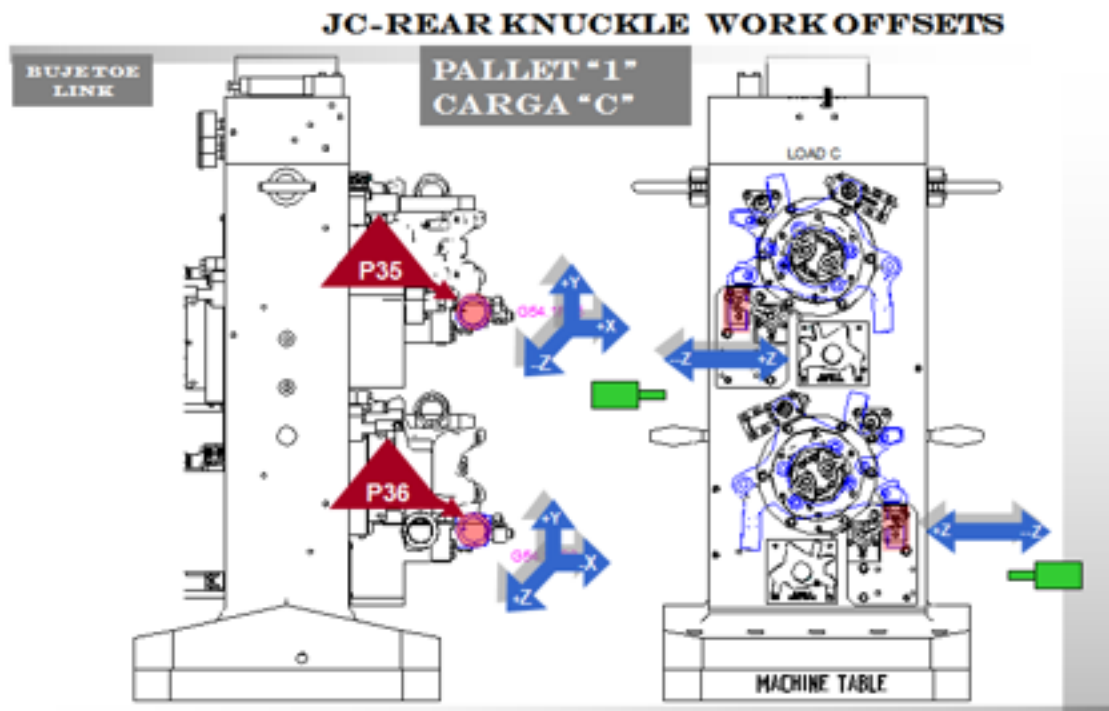 JC-REAR KNUCKLE WORK OFFSETS
BUJE TOE
LINK
PALLET “1”
CARGA “C”
LOAD C
P35
+Y
+X
--Z
--Z
+Z
P36
+Y
-X
+Z
+Z
--Z
MACHINE TABLE